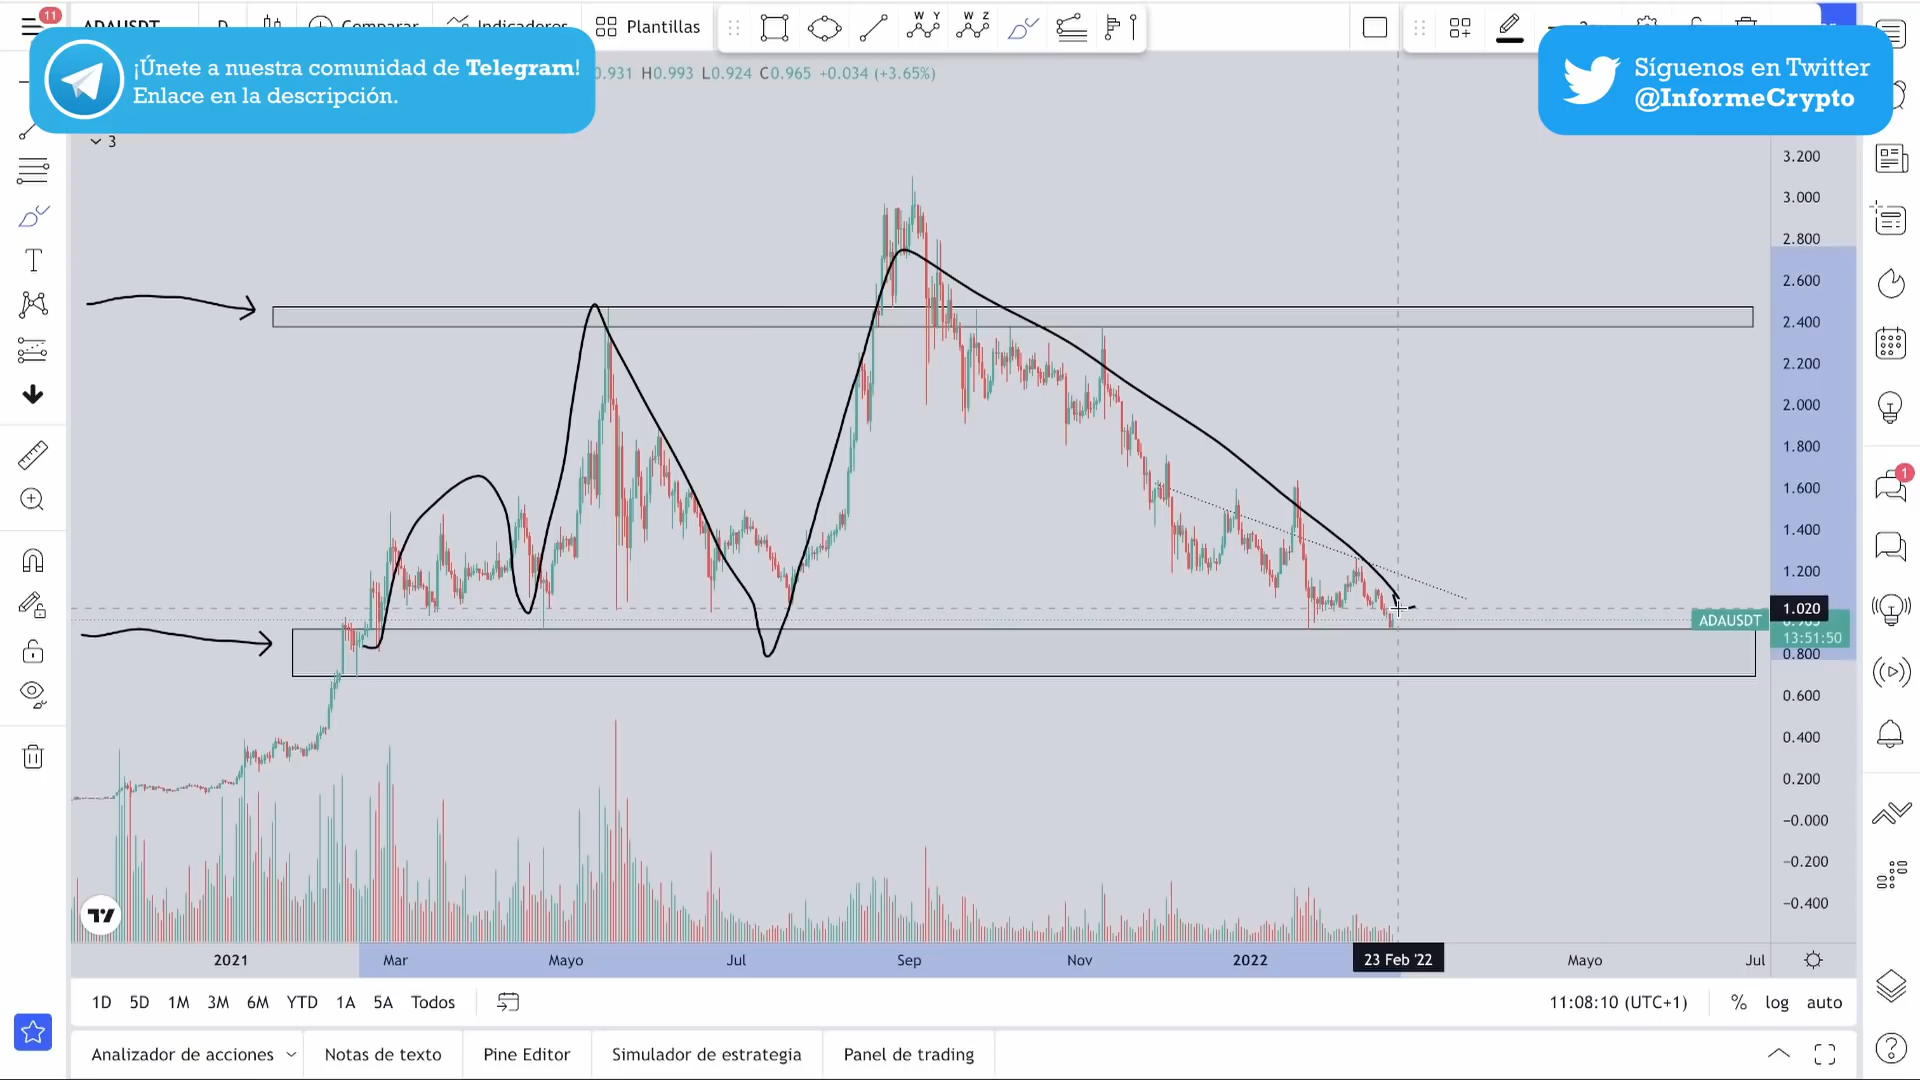 11
ADAUSDT
D
Comparar
Indicadores
Plantillas
W Y
W Z
¡Únete a nuestra comunidad de Telegram!
Enlace en la descripción.
0.931 H0.993 L0.924 C0.965 +0.034 (+3.65%)
Síguenos en Twitter
@InformeCrypto
3
3.200
3.000
2.800
2.600
2.400
2.200
2.000
1.800
1.600
1.400
1.200
1.020
ADAUSDT
0.965
13:51:50
0.800
0.600
0.400
0.200
−0.000
−0.200
−0.400
1
2021
Mar
Mayo
Jul
Sep
Nov
2022
23 Feb '22
Mayo
Jul
1D 5D 1M 3M 6M YTD 1A 5A Todos
11:08:10 (UTC+1)
% log auto
Analizador de acciones
Notas de texto
Pine Editor
Simulador de estrategia
Panel de trading